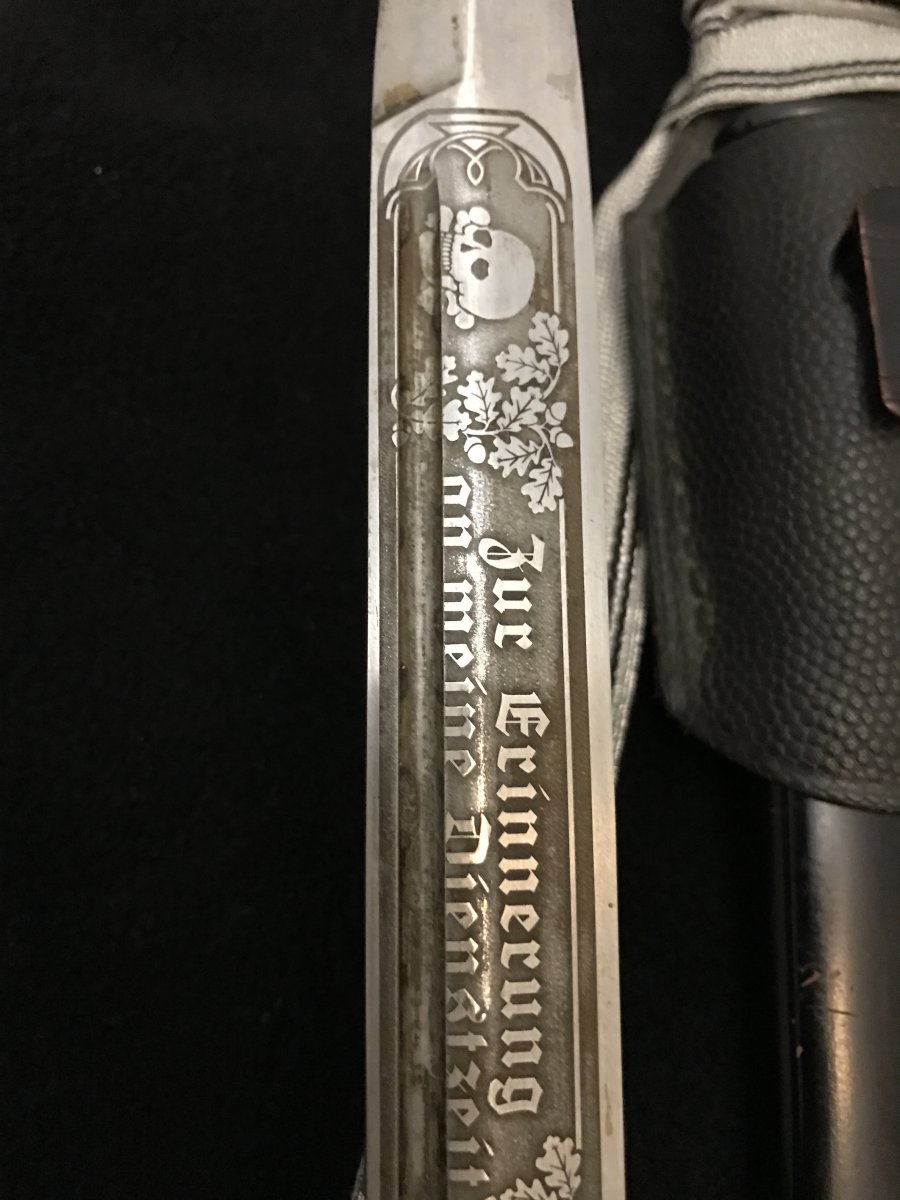 Zur Erinnerung
an meine Dienstzeit